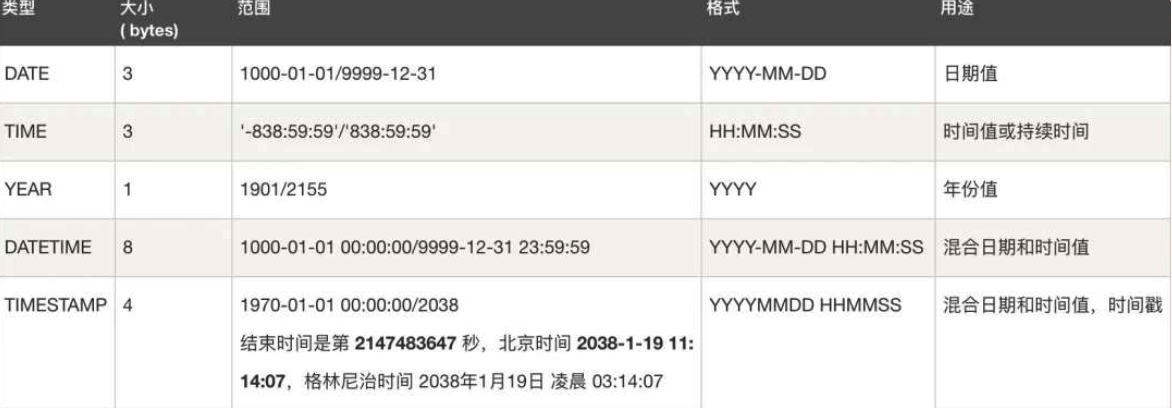 类型 大小 范围 格式 用途
( bytes)
DATE 3 1000-01-01/9999-12-31 YYYY-MM-DD 日期值
TIME 3 '-838:59:59'/'838:59:59' HH:MM:SS 时间值或持续时间
YEAR 1 1901/2155 YYYY 年份值
DATETIME 8 1000-01-01 00:00:00/9999-12-31 23:59:59 YYYY-MM-DD HH:MM:SS 混合日期和时间值
TIMESTAMP 4 1970-01-01 00:00:00/2038 YYYYMMDD HHMMSS 混合日期和时间值，时间戳
结束时间是第 2147483647 秒，北京时间 2038-1-19 11:
14:07，格林尼治时间 2038年1月19日 凌晨 03:14:07